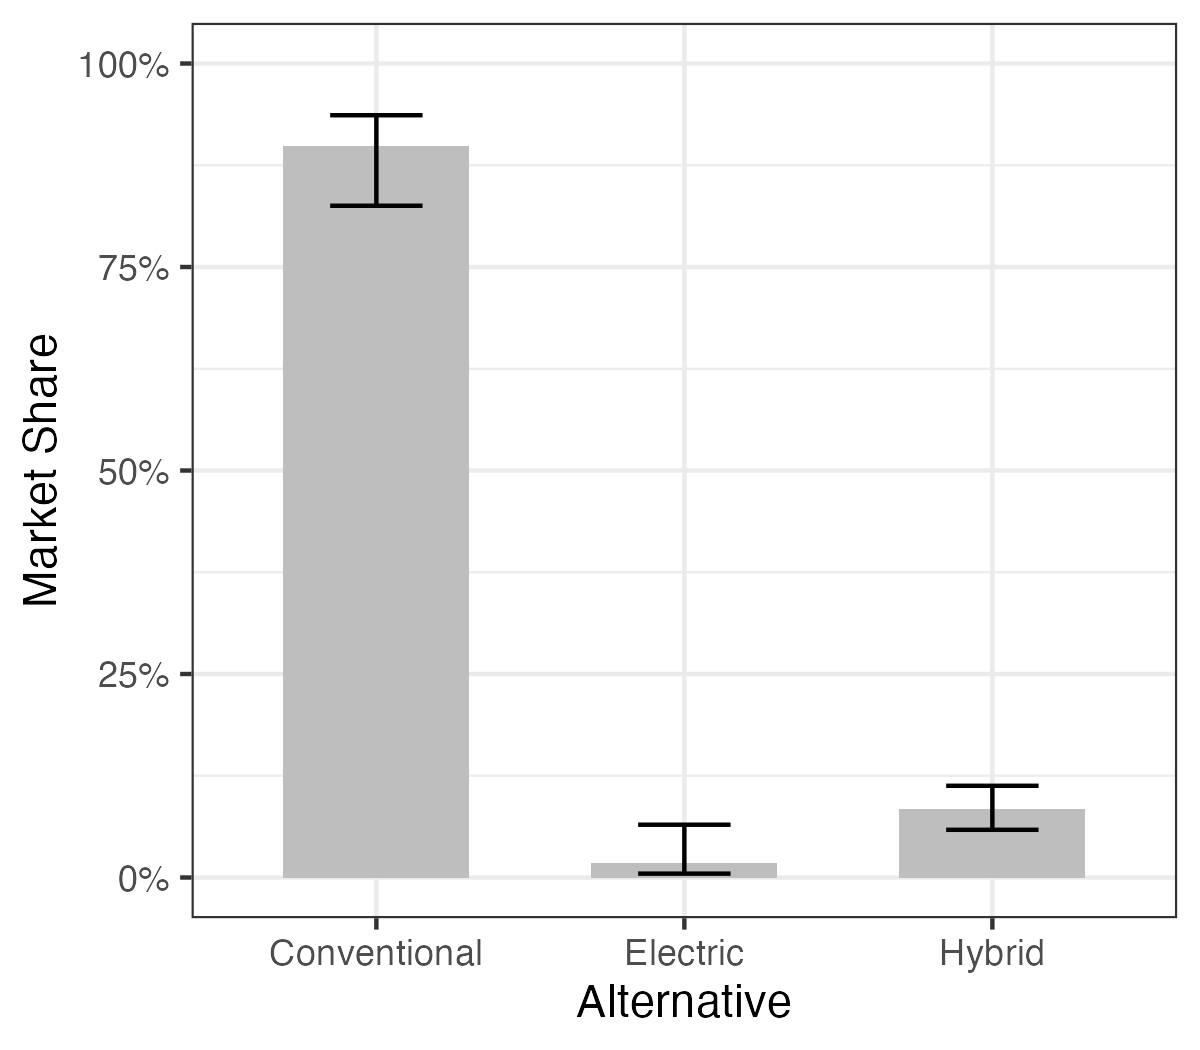 100%
75%
50%
25%
0%
Market Share
Conventional
Electric
Hybrid
Alternative